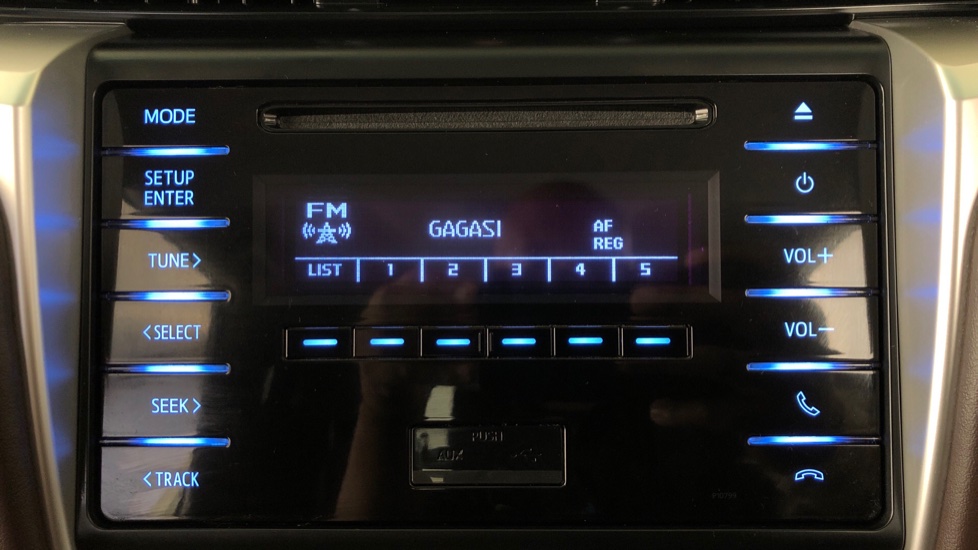 MODE
SETUP
ENTER
TUNE>
<SELECT
SEEK>
<TRACK
FM
GAGASI
AF
REG
LIST 1 2 3 4 5
PUSH
AUX
VOL+
VOL−